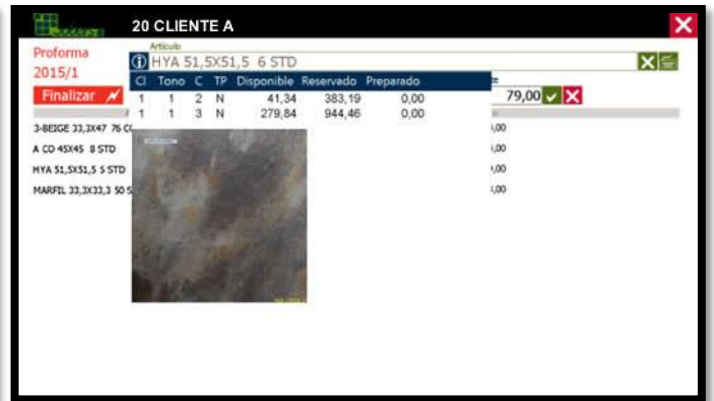 20 CLIENTE A
Proforma
2015/1
Finalizar
Artículo
HYA 51,5X51,5 6 STD
Cl Tono C TP Disponible Reservado Preparado
1 1 2 N 41,34 383,19 0,00
1 1 3 N 279,84 944,46 0,00
79,00
3-BEIGE 33,3X47 76 CC
,00
A CO 45X45 8 STD
,00
HYA 51,5X51,5 5 STD
,00
MARFIL 33,3X33,3 50 S
,00